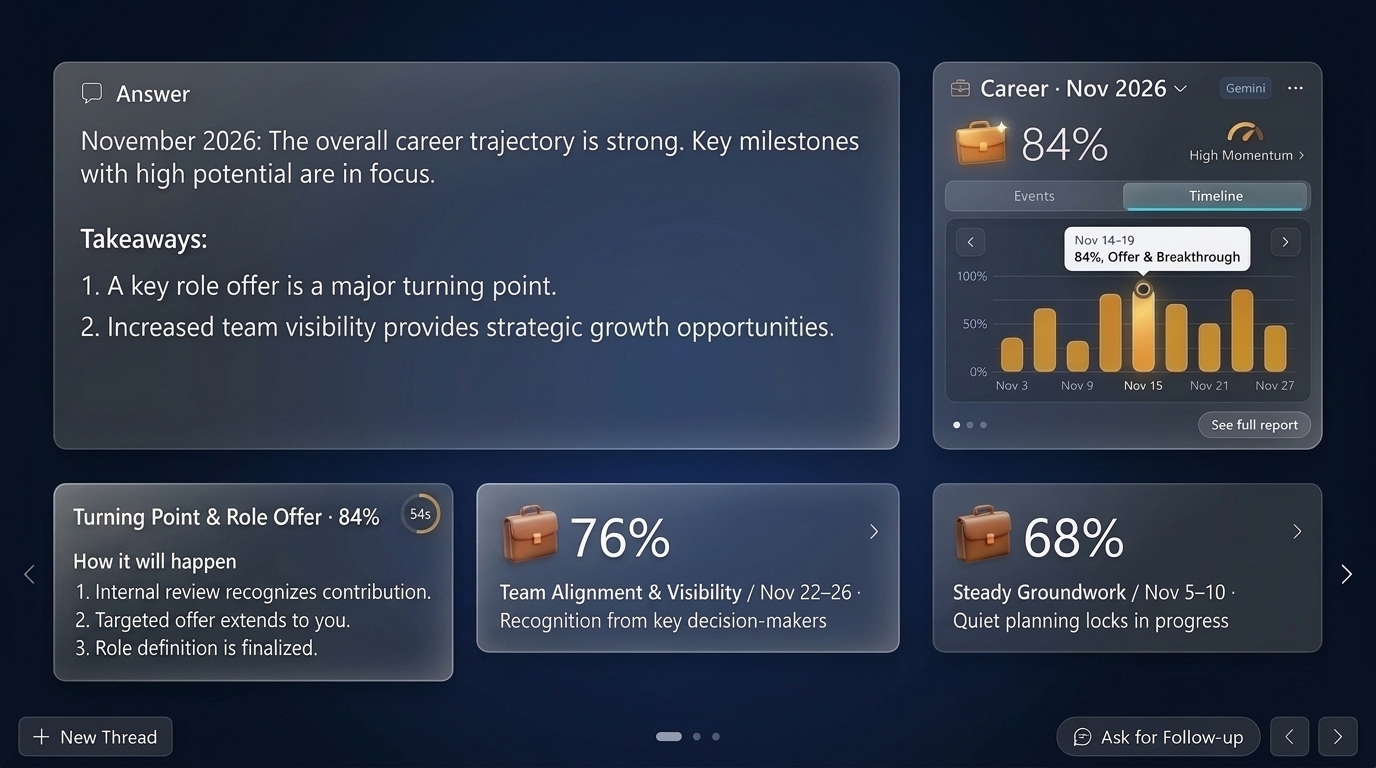 Answer
November 2026: The overall career trajectory is strong. Key milestones
with high potential are in focus.
Takeaways:
1. A key role offer is a major turning point.
2. Increased team visibility provides strategic growth opportunities.
Career · Nov 2026
Gemini
84%
High Momentum
Events
Timeline
Nov 14–19
84%, Offer & Breakthrough
100%
50%
0%
Nov 3
Nov 9
Nov 15
Nov 21
Nov 27
See full report
Turning Point & Role Offer · 84%
54s
How it will happen
1. Internal review recognizes contribution.
2. Targeted offer extends to you.
3. Role definition is finalized.
76%
Team Alignment & Visibility / Nov 22–26 ·
Recognition from key decision-makers
68%
Steady Groundwork / Nov 5–10 ·
Quiet planning locks in progress
New Thread
Ask for Follow-up